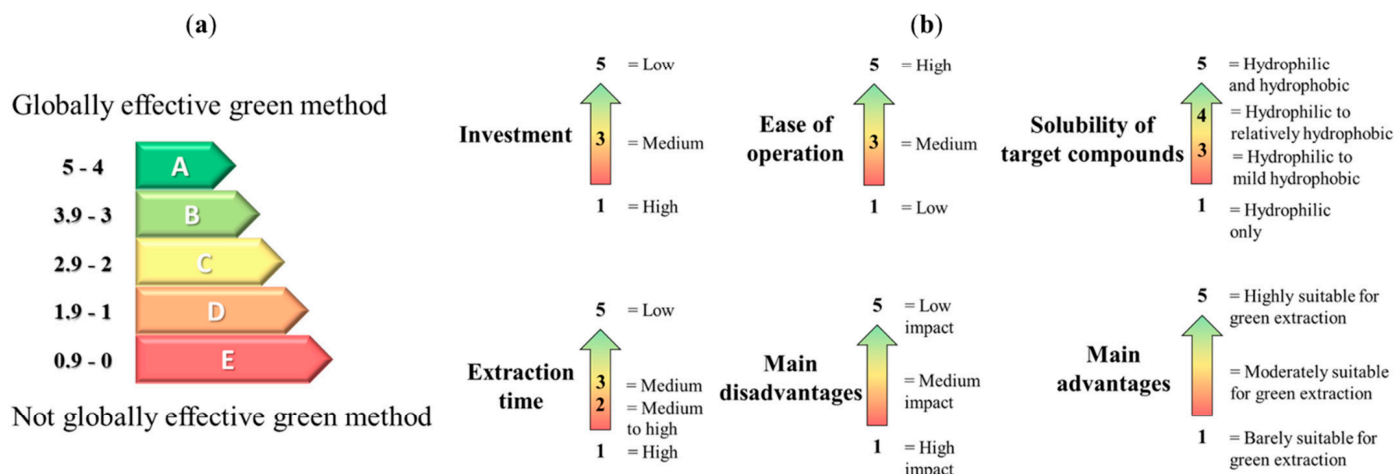 (a)
Globally effective green method
5 - 4
A
3.9 - 3
B
2.9 - 2
C
1.9 - 1
D
0.9 - 0
E
Not globally effective green method
(b)
Investment
5 = Low
3 = Medium
1 = High
Ease of
operation
5 = High
3 = Medium
1 = Low
Solubility of
target compounds
5 = Hydrophilic
and hydrophobic
4 = Hydrophilic to
relatively hydrophobic
3 = Hydrophilic to
mild hydrophobic
1 = Hydrophilic
only
Extraction
time
5 = Low
3 = Medium
2 = Medium
to high
1 = High
Main
disadvantages
5 = Low
impact
= Medium
impact
1 = High
impact
Main
advantages
5 = Highly suitable for
green extraction
= Moderately suitable
for green extraction
1 = Barely suitable for
green extraction